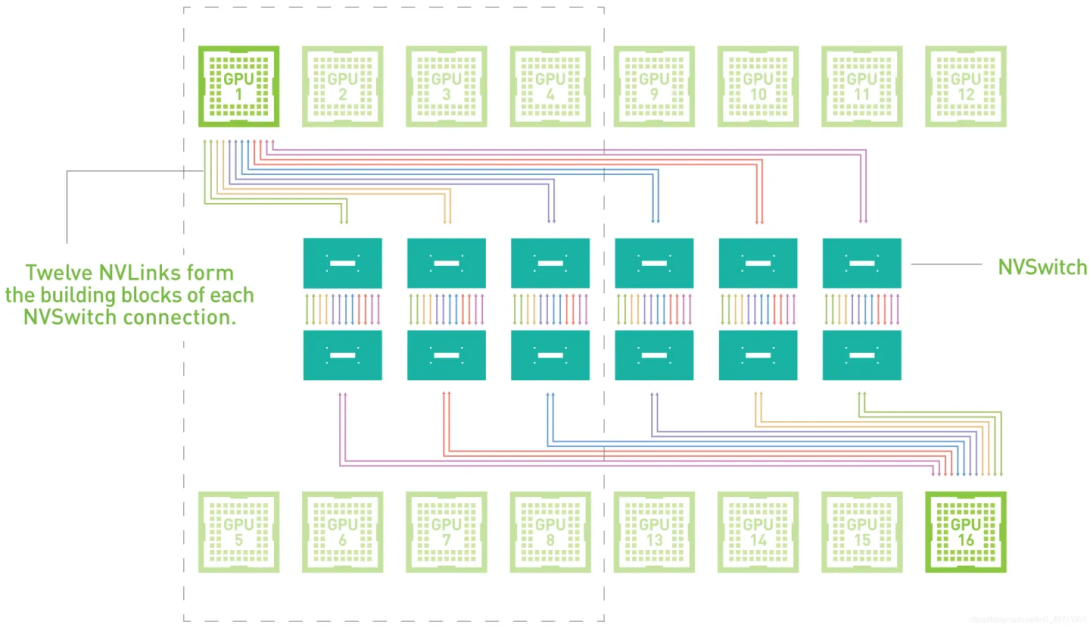 GPU
1
GPU
2
GPU
3
GPU
4
GPU
9
GPU
10
GPU
11
GPU
12
Twelve NVLinks form
the building blocks of each
NVSwitch connection.
NVSwitch
GPU
5
GPU
6
GPU
7
GPU
8
GPU
13
GPU
14
GPU
15
GPU
16